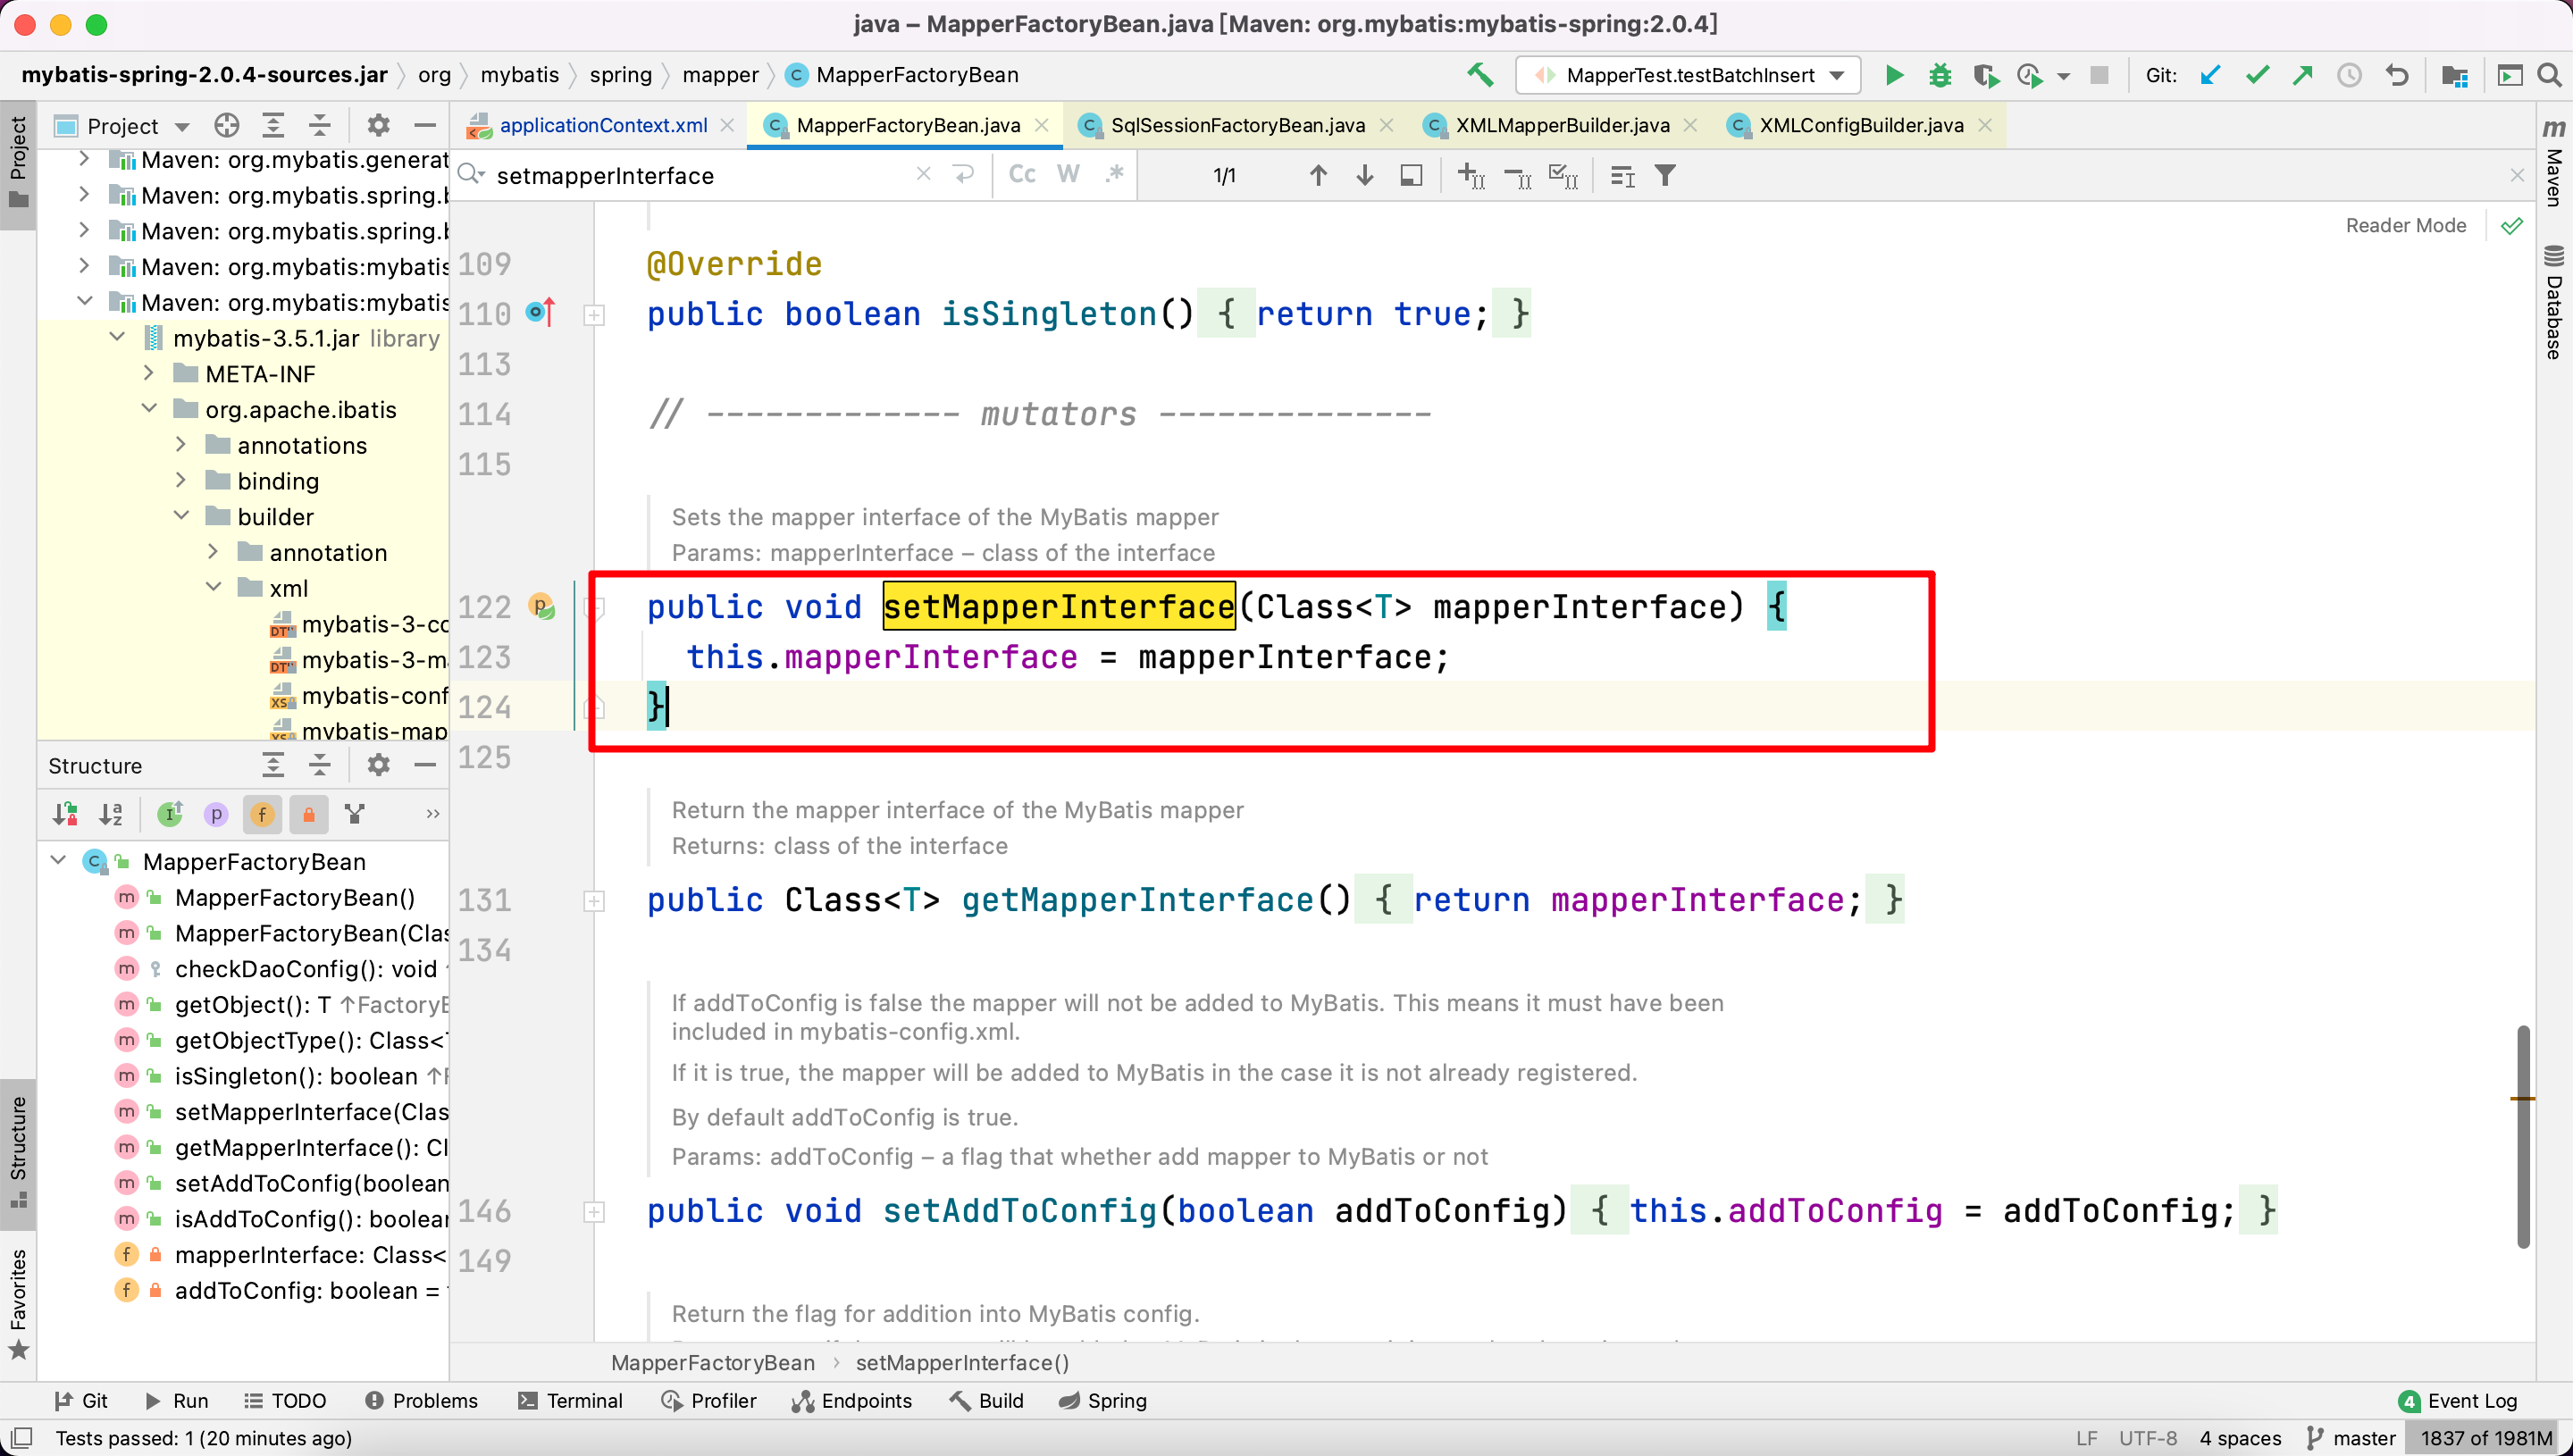 java – MapperFactoryBean.java [Maven: org.mybatis:mybatis-spring:2.0.4]
mybatis-spring-2.0.4-sources.jar org mybatis spring mapper C MapperFactoryBean
MapperTest.testBatchInsert Git:
Project
applicationContext.xml MapperFactoryBean.java SqlSessionFactoryBean.java XMLMapperBuilder.java XMLConfigBuilder.java
setmapperInterface Cc W .* 1/1
Reader Mode
Project
Structure
Favorites
Maven
Database
Maven: org.mybatis.generat
Maven: org.mybatis.spring.b
Maven: org.mybatis.spring.b
Maven: org.mybatis:mybatis
Maven: org.mybatis:mybatis
mybatis-3.5.1.jar library
META-INF
org.apache.ibatis
annotations
binding
builder
annotation
xml
mybatis-3-co
mybatis-3-m
mybatis-conf
mybatis-map
Structure
MapperFactoryBean
MapperFactoryBean()
MapperFactoryBean(Clas
checkDaoConfig(): void
getObject(): T ↑FactoryB
getObjectType(): Class<
isSingleton(): boolean ↑F
setMapperInterface(Clas
getMapperInterface(): Cl
setAddToConfig(boolean
isAddToConfig(): boolean
mapperInterface: Class<
addToConfig: boolean =
109 @Override
110 public boolean isSingleton() { return true; }
113
114 // ------------- mutators --------------
115
Sets the mapper interface of the MyBatis mapper
Params: mapperInterface – class of the interface
122 public void setMapperInterface(Class<T> mapperInterface) {
123 this.mapperInterface = mapperInterface;
124 }
125
Return the mapper interface of the MyBatis mapper
Returns: class of the interface
131 public Class<T> getMapperInterface() { return mapperInterface; }
134
If addToConfig is false the mapper will not be added to MyBatis. This means it must have been
included in mybatis-config.xml.
If it is true, the mapper will be added to MyBatis in the case it is not already registered.
By default addToConfig is true.
Params: addToConfig – a flag that whether add mapper to MyBatis or not
146 public void setAddToConfig(boolean addToConfig) { this.addToConfig = addToConfig; }
149
Return the flag for addition into MyBatis config.
MapperFactoryBean › setMapperInterface()
Git Run TODO Problems Terminal Profiler Endpoints Build Spring 4 Event Log
Tests passed: 1 (20 minutes ago) LF UTF-8 4 spaces master 1837 of 1981M